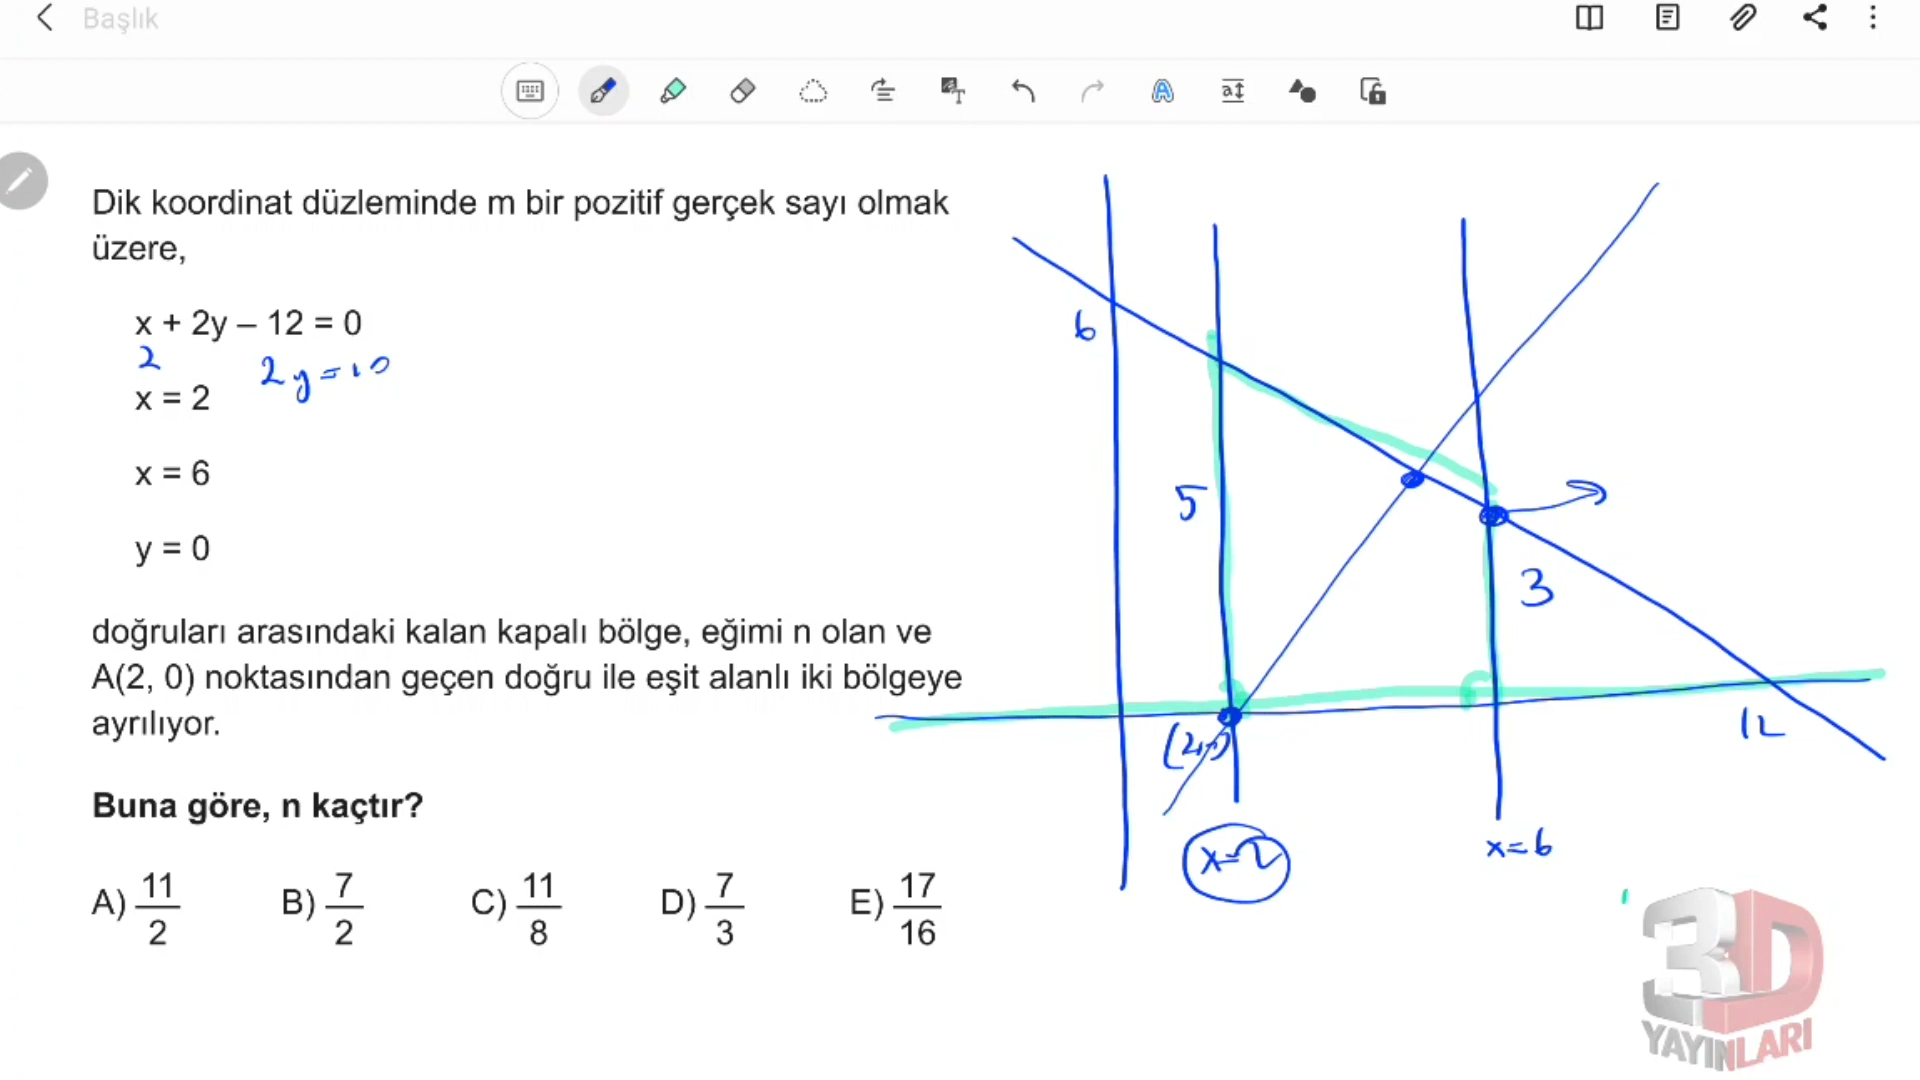 Başlık
Dik koordinat düzleminde m bir pozitif gerçek sayı olmak
üzere,
x + 2y – 12 = 0
2
2y=10
x = 2
x = 6
y = 0
doğruları arasındaki kalan kapalı bölge, eğimi n olan ve
A(2, 0) noktasından geçen doğru ile eşit alanlı iki bölgeye
ayrılıyor.
Buna göre, n kaçtır?
A) 11/2 B) 7/2 C) 11/8 D) 7/3 E) 17/16
6
5
3
12
x=2
x=6
3D
YAYINLARI